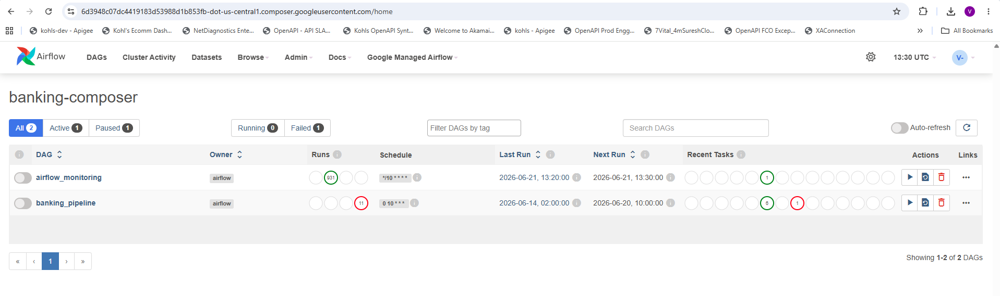 6d3948c07dc4419183d53988d1b853fb-dot-us-central1.composer.googleusercontent.com/home
V
kohls-dev - Apigee Kohl's Ecomm Dash... NetDiagnostics Ente... OpenAPI - API SLA... Kohls OpenAPI Synt... Welcome to Akamai... kohls - Apigee OpenAPI Prod Engg... 7Vital_4mSureshClo... OpenAPI FCO Excep... XAConnection » All Bookmarks
Airflow DAGs Cluster Activity Datasets Browse Admin Docs Google Managed Airflow 13:30 UTC V-
banking-composer
All 2 Active 1 Paused 1 Running 0 Failed 1 Filter DAGs by tag Search DAGs Auto-refresh
i DAG Owner Runs i Schedule Last Run i Next Run i Recent Tasks i Actions Links
airflow_monitoring airflow 931 */10 * * * * i 2026-06-21, 13:20:00 i 2026-06-21, 13:30:00 i 1 ...
banking_pipeline airflow 11 0 10 * * * i 2026-06-14, 02:00:00 i 2026-06-20, 10:00:00 i 6 1 ...
« ‹ 1 › » Showing 1-2 of 2 DAGs